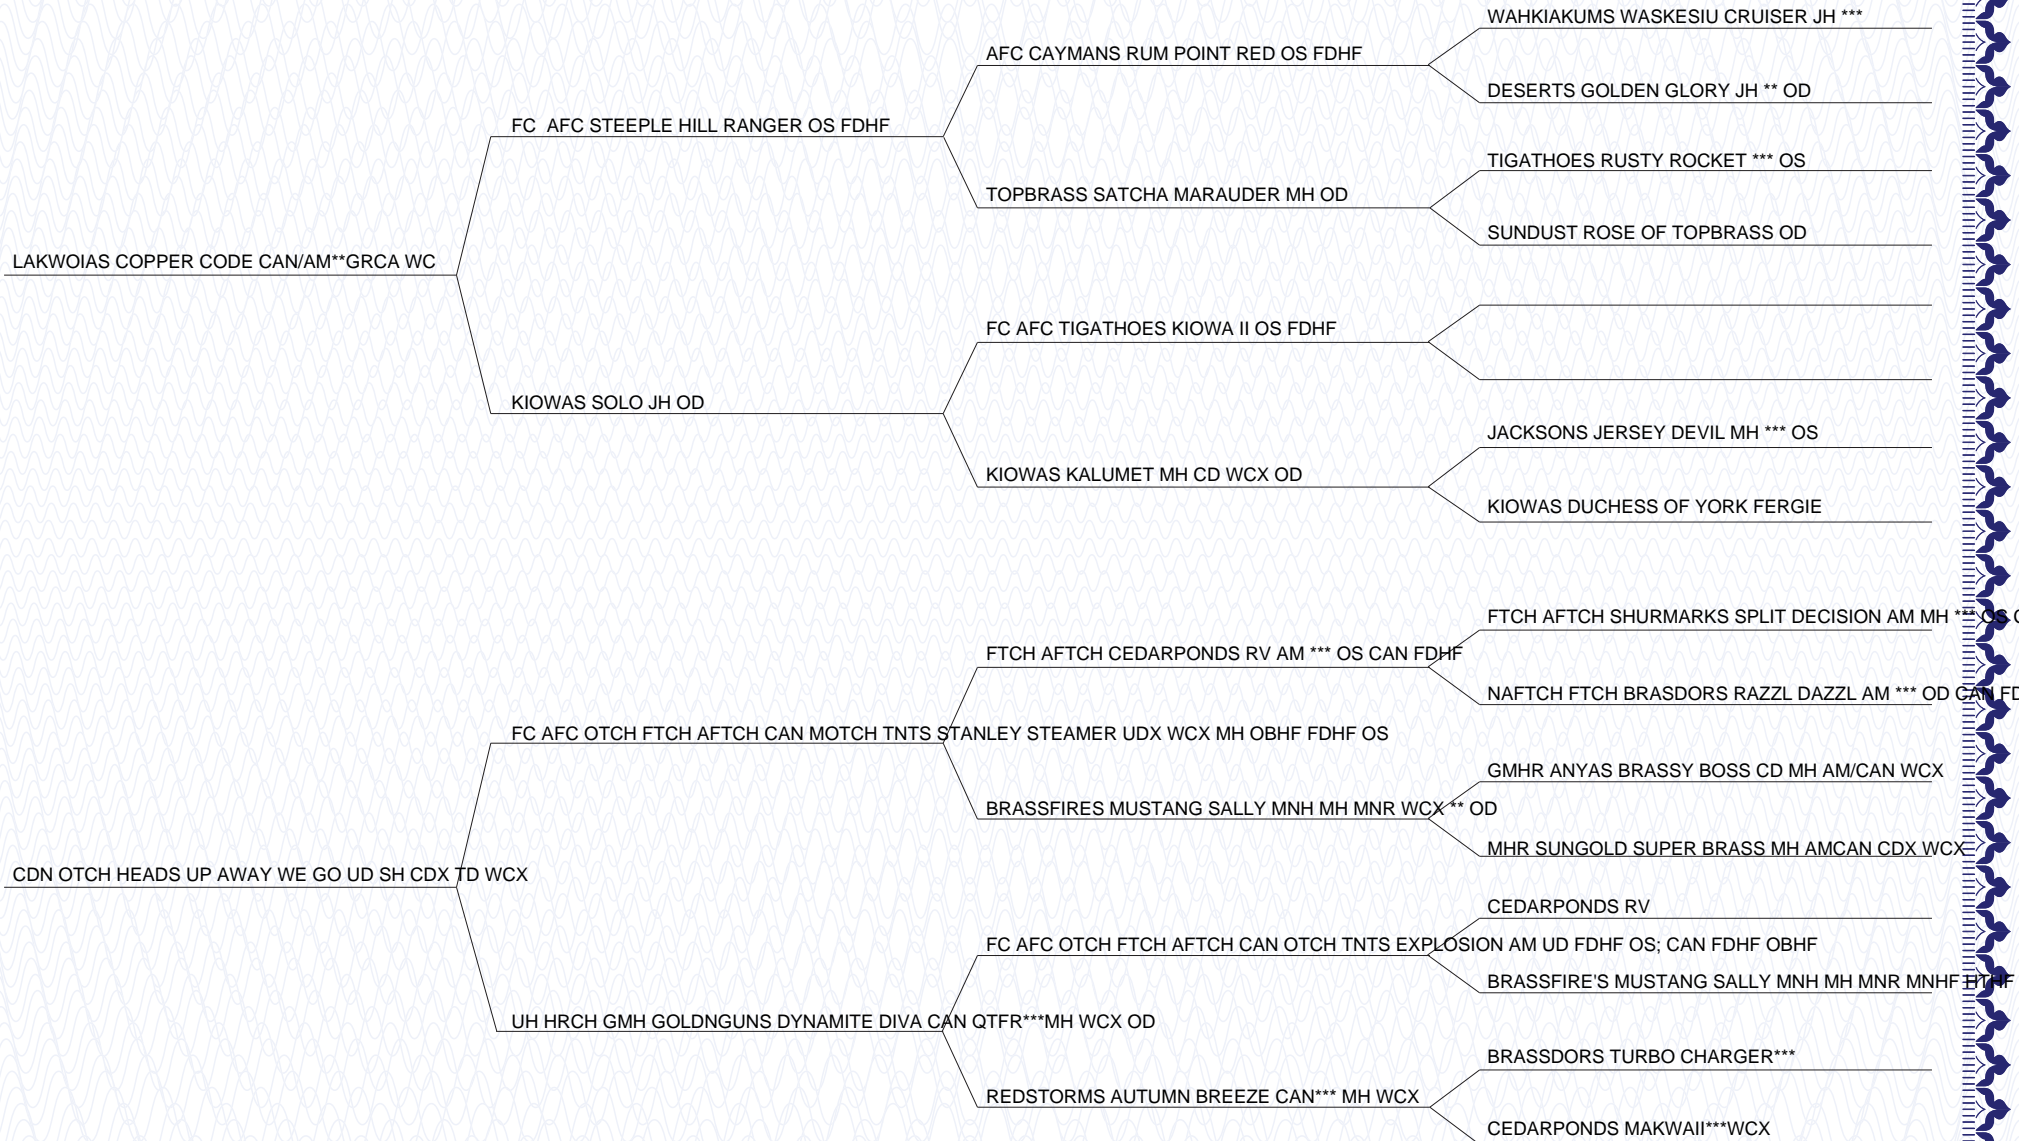 WAHKIAKUMS WASKESIU CRUISER JH ***
AFC CAYMANS RUM POINT RED OS FDHF
DESERTS GOLDEN GLORY JH ** OD
FC AFC STEEPLE HILL RANGER OS FDHF
TIGATHOES RUSTY ROCKET *** OS
TOPBRASS SATCHA MARAUDER MH OD
SUNDUST ROSE OF TOPBRASS OD
LAKWOIAS COPPER CODE CAN/AM**GRCA WC
FC AFC TIGATHOES KIOWA II OS FDHF
KIOWAS SOLO JH OD
JACKSONS JERSEY DEVIL MH *** OS
KIOWAS KALUMET MH CD WCX OD
KIOWAS DUCHESS OF YORK FERGIE
FTCH AFTCH SHURMARKS SPLIT DECISION AM MH *** OS
FTCH AFTCH CEDARPONDS RV AM *** OS CAN FDHF
NAFTCH FTCH BRASDORS RAZZL DAZZL AM *** OD CAN FD
FC AFC OTCH FTCH AFTCH CAN MOTCH TNTS STANLEY STEAMER UDX WCX MH OBHF FDHF OS
GMHR ANYAS BRASSY BOSS CD MH AM/CAN WCX
BRASSFIRES MUSTANG SALLY MNH MH MNR WCX ** OD
MHR SUNGOLD SUPER BRASS MH AMCAN CDX WCX
CDN OTCH HEADS UP AWAY WE GO UD SH CDX TD WCX
CEDARPONDS RV
FC AFC OTCH FTCH AFTCH CAN OTCH TNTS EXPLOSION AM UD FDHF OS; CAN FDHF OBHF
BRASSFIRE'S MUSTANG SALLY MNH MH MNR MNHF HTHF
UH HRCH GMH GOLDNGUNS DYNAMITE DIVA CAN QTFR***MH WCX OD
BRASSDORS TURBO CHARGER***
REDSTORMS AUTUMN BREEZE CAN*** MH WCX
CEDARPONDS MAKWAII***WCX